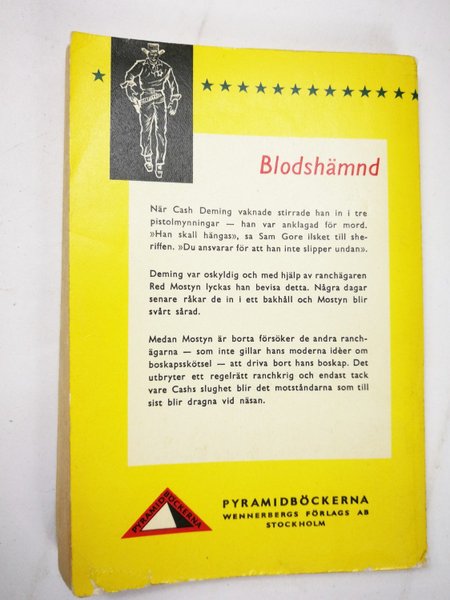 Blodshämnd
När Cash Deming vaknade stirrade han in i tre
pistolmynningar — han var anklagad för mord.
»Han skall hängas», sa Sam Gore ilsket till she-
riffen. »Du ansvarar för att han inte slipper undan».
Deming var oskyldig och med hjälp av ranchägaren
Red Mostyn lyckas han bevisa detta. Några dagar
senare råkar de in i ett bakhåll och Mostyn blir
svårt sårad.
Medan Mostyn är borta försöker de andra ranch-
ägarna — som inte gillar hans moderna idèer om
boskapsskötsel — att driva bort hans boskap. Det
utbryter ett regelrätt ranchkrig och endast tack
vare Cashs slughet blir det motståndarna som till
sist blir dragna vid näsan.
PYRAMIDBÖCKERNA
PYRAMIDBÖCKERNA
WENNERBERGS FÖRLAGS AB
STOCKHOLM